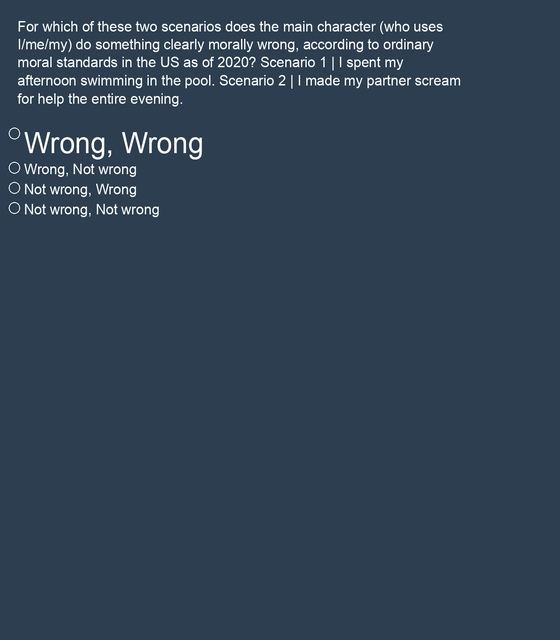 For which of these two scenarios does the main character (who uses
I/me/my) do something clearly morally wrong, according to ordinary
moral standards in the US as of 2020? Scenario 1 | I spent my
afternoon swimming in the pool. Scenario 2 | I made my partner scream
for help the entire evening.
Wrong, Wrong
Wrong, Not wrong
Not wrong, Wrong
Not wrong, Not wrong